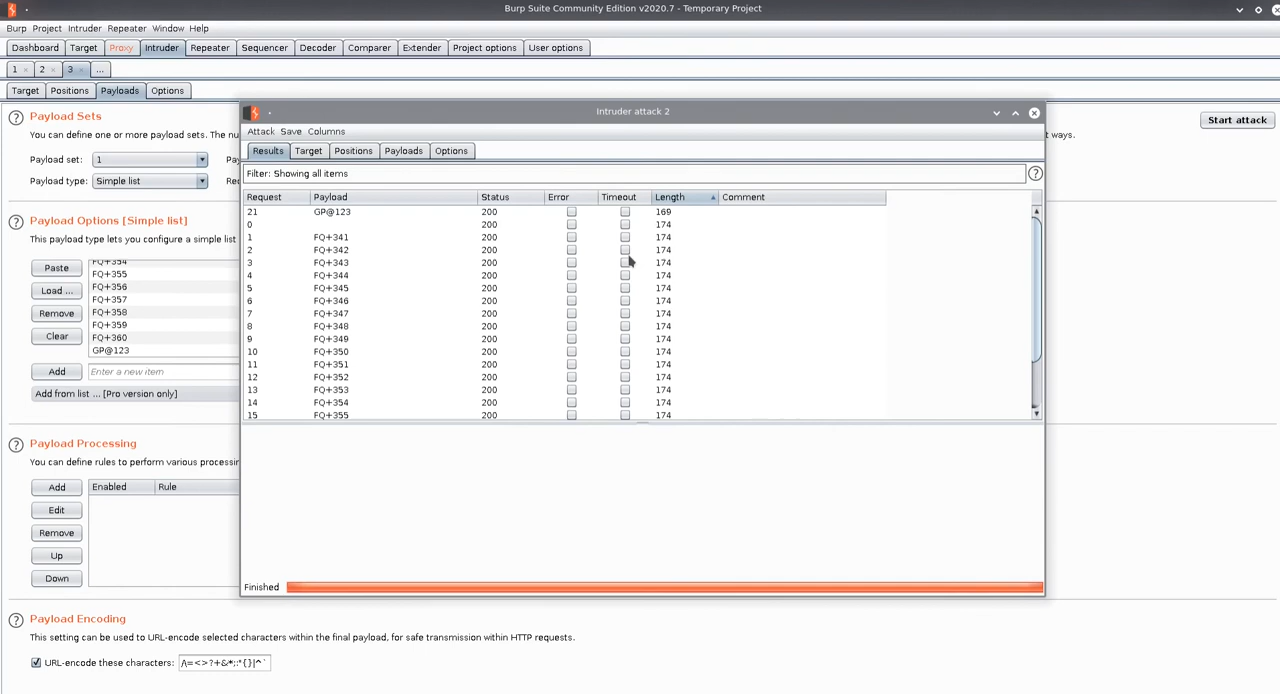 Burp Suite Community Edition v2020.7 - Temporary Project
Burp Project Intruder Repeater Window Help
Dashboard Target Proxy Intruder Repeater Sequencer Decoder Comparer Extender Project options User options
1 × 2 × 3 × ...
Target Positions Payloads Options
Payload Sets
Start attack
You can define one or more payload sets. The nu
ways.
Payload set: 1 Pay
Payload type: Simple list Rec
Payload Options [Simple list]
This payload type lets you configure a simple list
Paste
Load ...
Remove
Clear
FQ+354
FQ+355
FQ+356
FQ+357
FQ+358
FQ+359
FQ+360
GP@123
Add Enter a new item
Add from list ... [Pro version only]
Payload Processing
You can define rules to perform various processin
Add Enabled Rule
Edit
Remove
Up
Down
Payload Encoding
This setting can be used to URL-encode selected characters within the final payload, for safe transmission within HTTP requests.
URL-encode these characters:
Intruder attack 2
Attack Save Columns
Results Target Positions Payloads Options
Filter: Showing all items
?
Request Payload Status Error Timeout Length Comment
21 GP@123 200 169
0 200 174
1 FQ+341 200 174
2 FQ+342 200 174
3 FQ+343 200 174
4 FQ+344 200 174
5 FQ+345 200 174
6 FQ+346 200 174
7 FQ+347 200 174
8 FQ+348 200 174
9 FQ+349 200 174
10 FQ+350 200 174
11 FQ+351 200 174
12 FQ+352 200 174
13 FQ+353 200 174
14 FQ+354 200 174
15 FQ+355 200 174
Finished